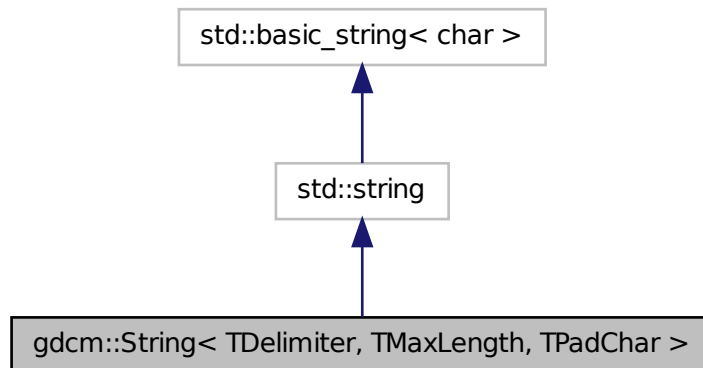 std::basic_string< char >
std::string
gdcm::String< TDelimiter, TMaxLength, TPadChar >